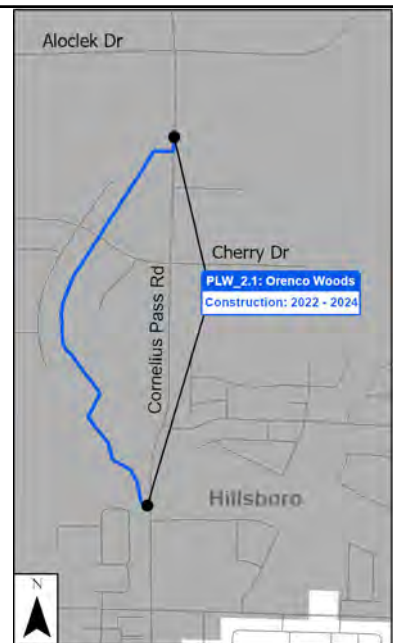 Aloclek Dr
Cherry Dr
PLW_2.1: Orenco Woods
Construction: 2022 - 2024
Cornelius Pass Rd
Hillsboro
N